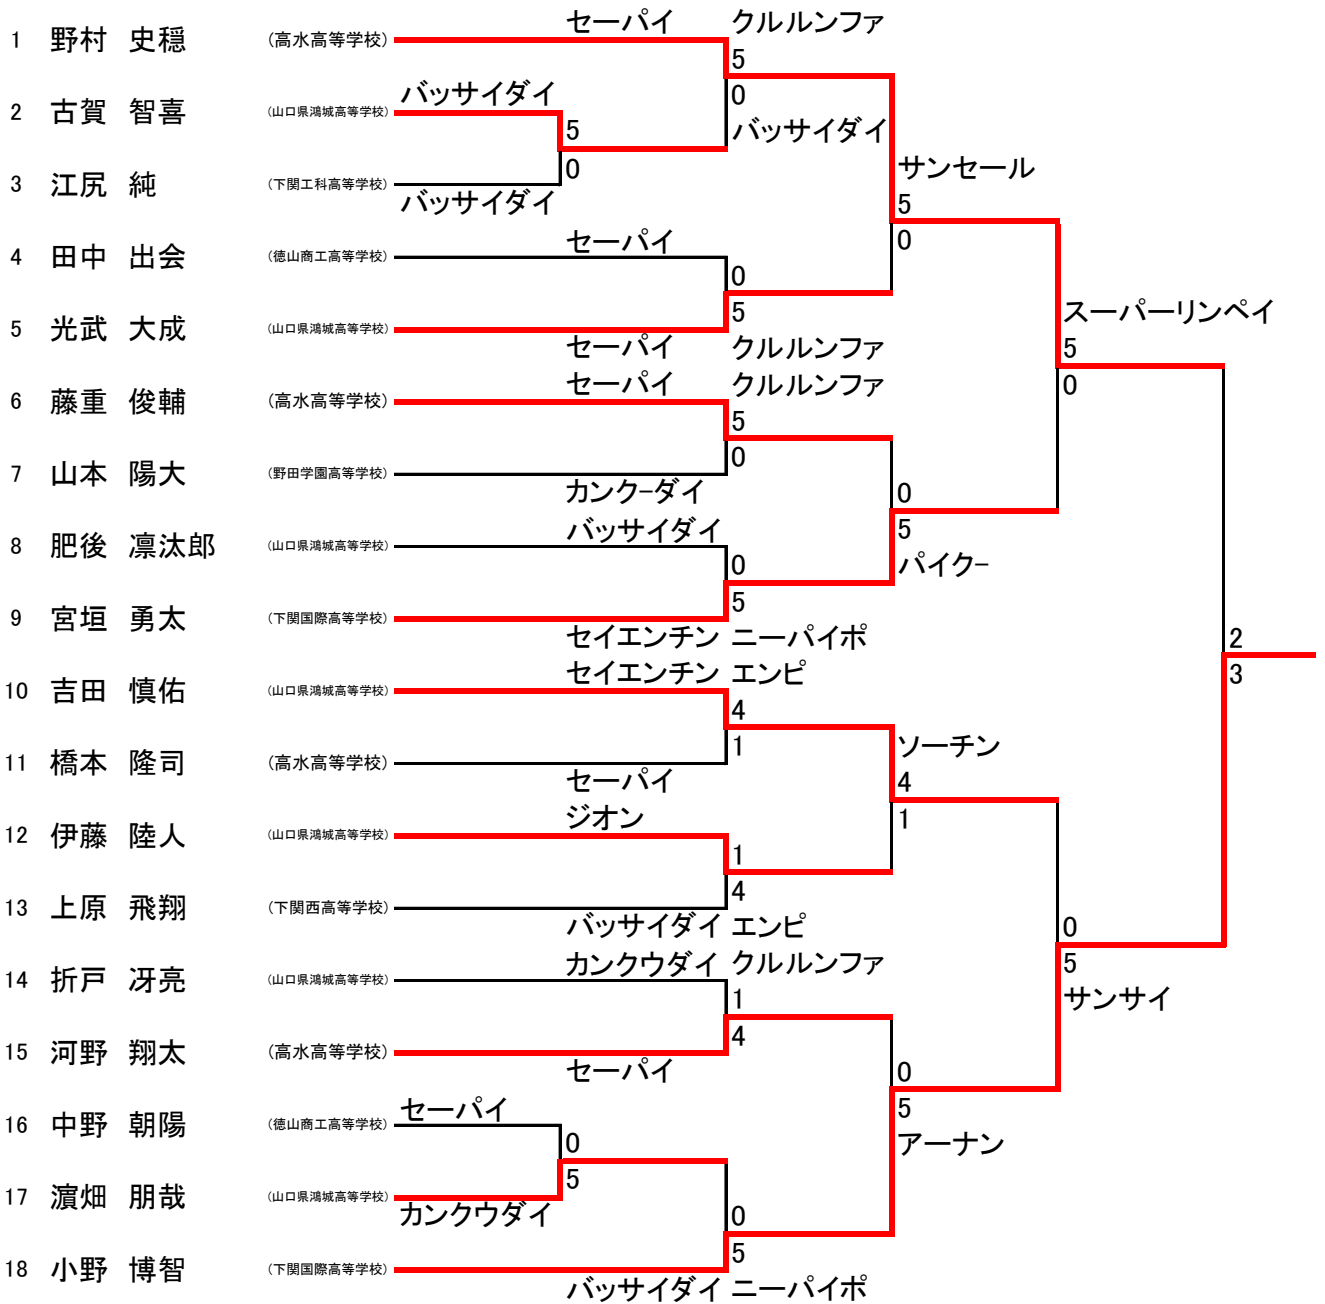 セーパイ クルルンファ
1 野村 史穏 (高水高等学校)
5
0
バッサイダイ
2 古賀 智喜 (山口県鴻城高等学校)
5
バッサイダイ
0
サンセール
3 江尻 純 (下関工科高等学校)
バッサイダイ
5
0
セーパイ
4 田中 出会 (徳山商工高等学校)
0
5
スーパーリンペイ
5 光武 大成 (山口県鴻城高等学校)
セーパイ クルルンファ
5
0
セーパイ クルルンファ
6 藤重 俊輔 (高水高等学校)
5
0
7 山本 陽大 (野田学園高等学校)
カンク-ダイ
0
5
バッサイダイ
8 肥後 凛汰郎 (山口県鴻城高等学校)
0
パイク-
5
9 宮垣 勇太 (下関国際高等学校)
セイエンチン ニーパイポ
2
3
セイエンチン エンピ
10 吉田 慎佑 (山口県鴻城高等学校)
4
1
ソーチン
11 橋本 隆司 (高水高等学校)
セーパイ
4
1
ジオン
12 伊藤 陸人 (山口県鴻城高等学校)
1
4
13 上原 飛翔 (下関西高等学校)
バッサイダイ エンピ
0
5
カンクウダイ クルルンファ
14 折戸 冴亮 (山口県鴻城高等学校)
1
サンサイ
4
15 河野 翔太 (高水高等学校)
セーパイ
0
5
セーパイ
16 中野 朝陽 (徳山商工高等学校)
0
アーナン
5
17 濵畑 朋哉 (山口県鴻城高等学校)
カンクウダイ
0
5
18 小野 博智 (下関国際高等学校)
バッサイダイ ニーパイポ